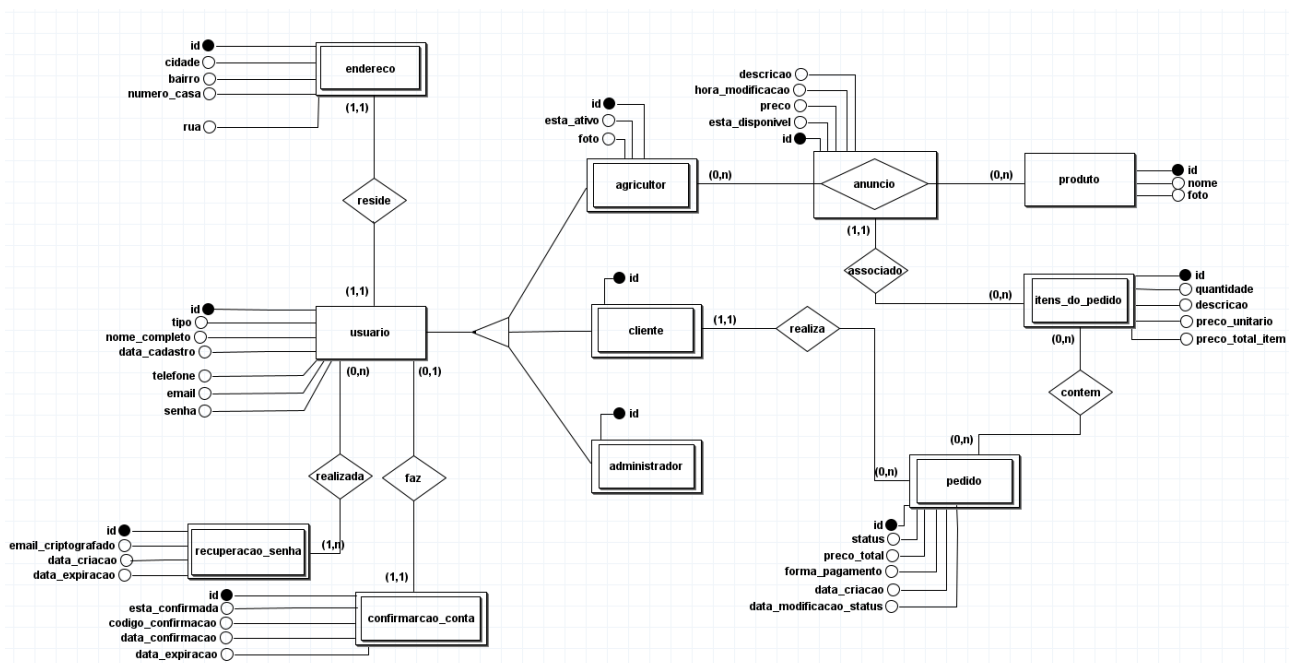 id
cidade
bairro
numero_casa
rua
endereco
(1,1)
reside
(1,1)
id
tipo
nome_completo
data_cadastro
telefone
email
senha
usuario
(0,n)
(0,1)
realizada
faz
(1,n)
(1,1)
id
email_criptografado
data_criacao
data_expiracao
recuperacao_senha
id
esta_confirmada
codigo_confirmacao
data_confirmacao
data_expiracao
confirmarcao_conta
id
esta_ativo
foto
agricultor
(0,n)
descricao
hora_modificacao
preco
esta_disponivel
id
anuncio
(0,n)
produto
id
nome
foto
(1,1)
associado
(0,n)
itens_do_pedido
id
quantidade
descricao
preco_unitario
preco_total_item
(0,n)
contem
(0,n)
id
cliente
(1,1)
realiza
(0,n)
id
administrador
pedido
id
status
preco_total
forma_pagamento
data_criacao
data_modificacao_status